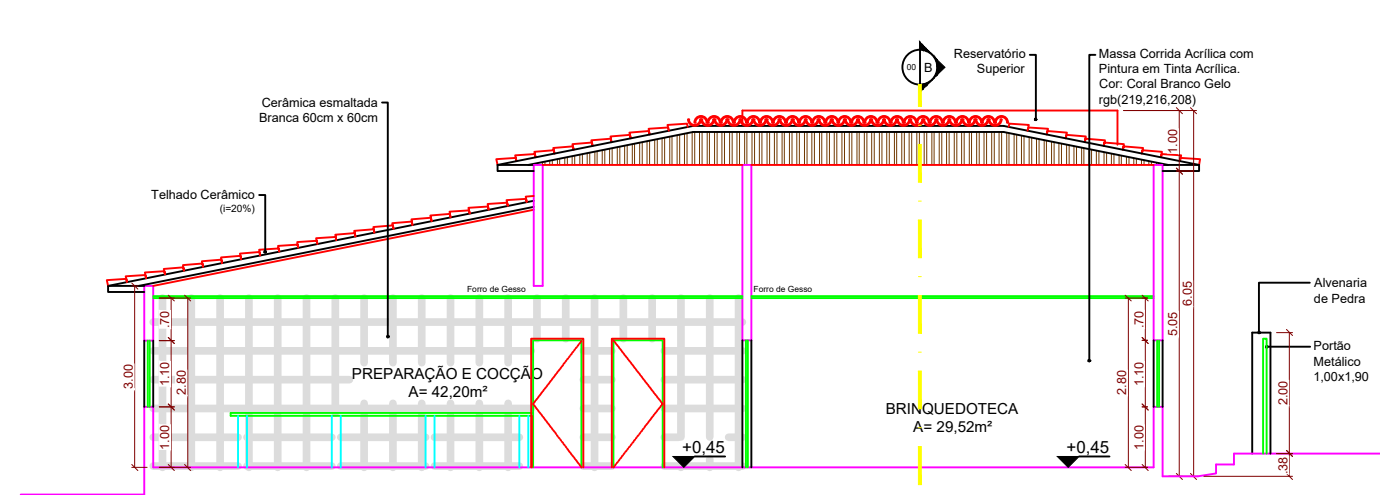 00 B
Reservatório
Superior
Massa Corrida Acrílica com
Pintura em Tinta Acrílica.
Cor: Coral Branco Gelo
rgb(219,216,208)
Cerâmica esmaltada
Branca 60cm x 60cm
1.00
Telhado Cerâmico
(i=20%)
Forro de Gesso
Forro de Gesso
6.05
5.05
Alvenaria
de Pedra
Portão
Metálico
1,00x1,90
3.00
.70
1.10
1.00
2.80
PREPARAÇÃO E COCÇÃO
A= 42,20m²
BRINQUEDOTECA
A= 29,52m²
+0,45
+0,45
2.80
.70
1.10
1.00
2.00
.38